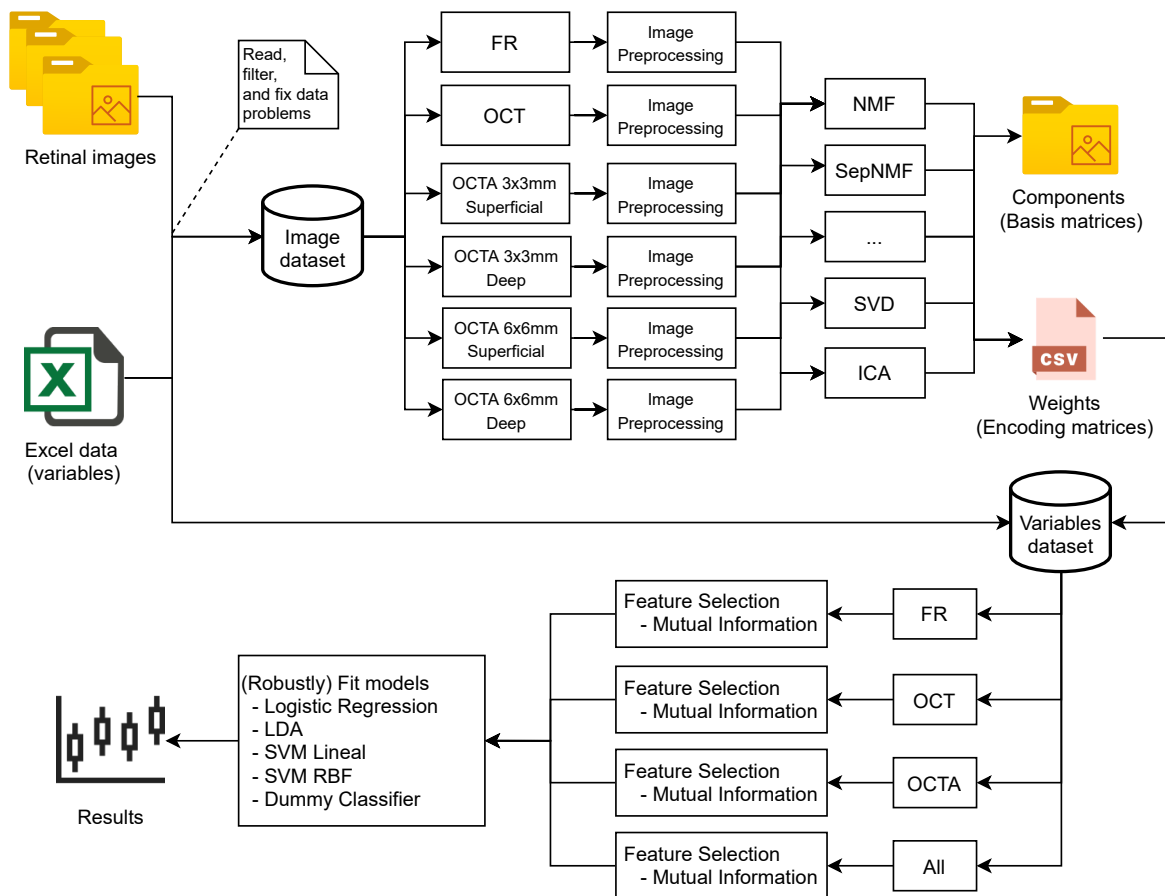 Read,
filter,
and fix data
problems
Retinal images
Image
dataset
Excel data
(variables)
FR
Image
Preprocessing
OCT
Image
Preprocessing
OCTA 3x3mm
Superficial
Image
Preprocessing
OCTA 3x3mm
Deep
Image
Preprocessing
OCTA 6x6mm
Superficial
Image
Preprocessing
OCTA 6x6mm
Deep
Image
Preprocessing
NMF
SepNMF
...
SVD
ICA
Components
(Basis matrices)
CSV
Weights
(Encoding matrices)
Variables
dataset
FR
Feature Selection
- Mutual Information
OCT
Feature Selection
- Mutual Information
OCTA
Feature Selection
- Mutual Information
All
Feature Selection
- Mutual Information
(Robustly) Fit models
- Logistic Regression
- LDA
- SVM Lineal
- SVM RBF
- Dummy Classifier
Results
X